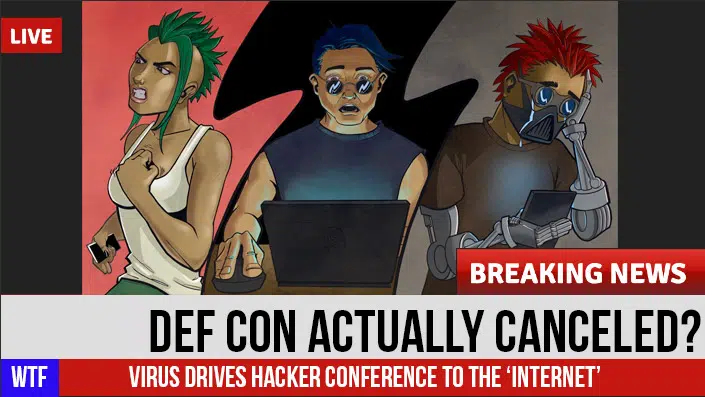 LIVE
BREAKING NEWS
DEF CON ACTUALLY CANCELED?
WTF
VIRUS DRIVES HACKER CONFERENCE TO THE ‘INTERNET’